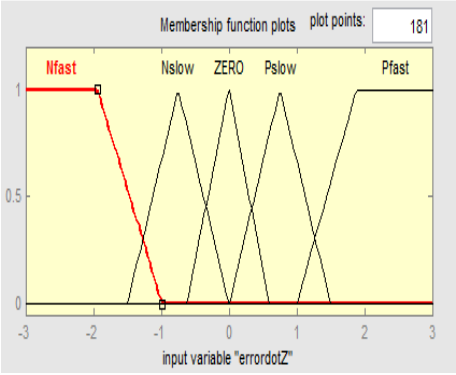 Membership function plots plot points: 181
Nfast Nslow ZERO Pslow Pfast
1
0.5
0
-3 -2 -1 0 1 2 3
input variable "errordotZ"